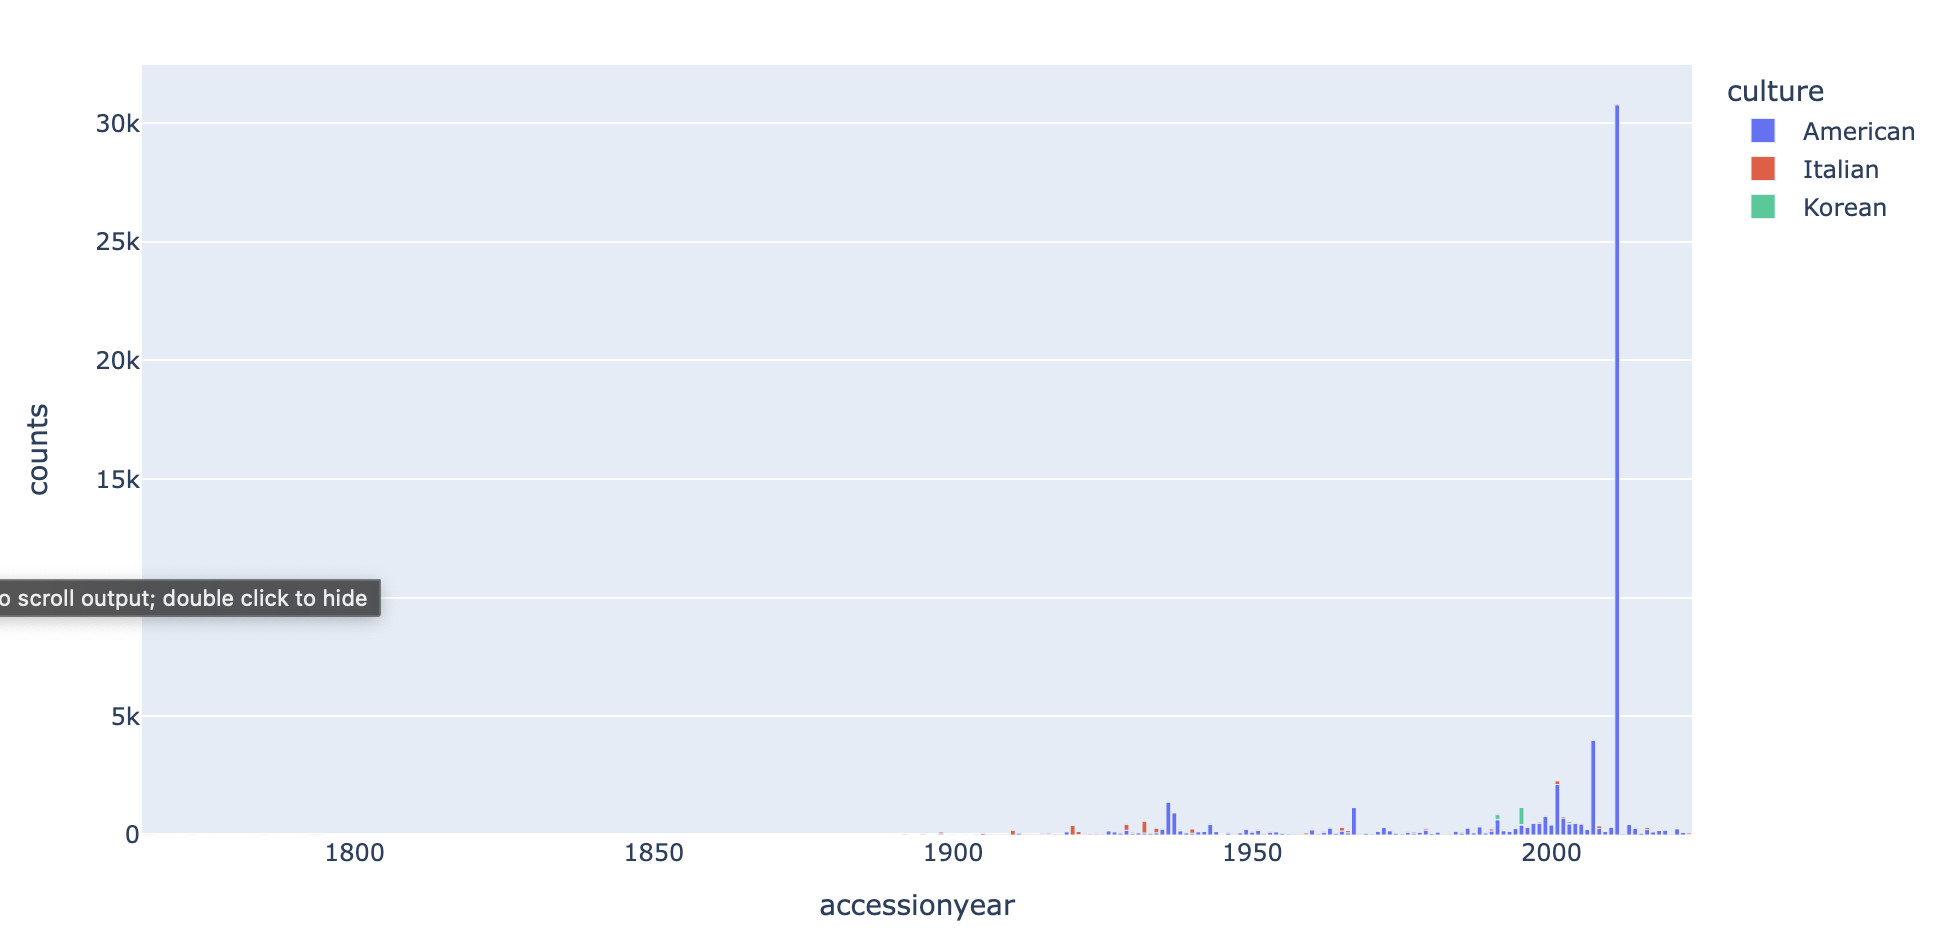 culture
American
Italian
Korean
30k
25k
20k
15k
5k
0
counts
o scroll output; double click to hide
1800
1850
1900
1950
2000
accessionyear